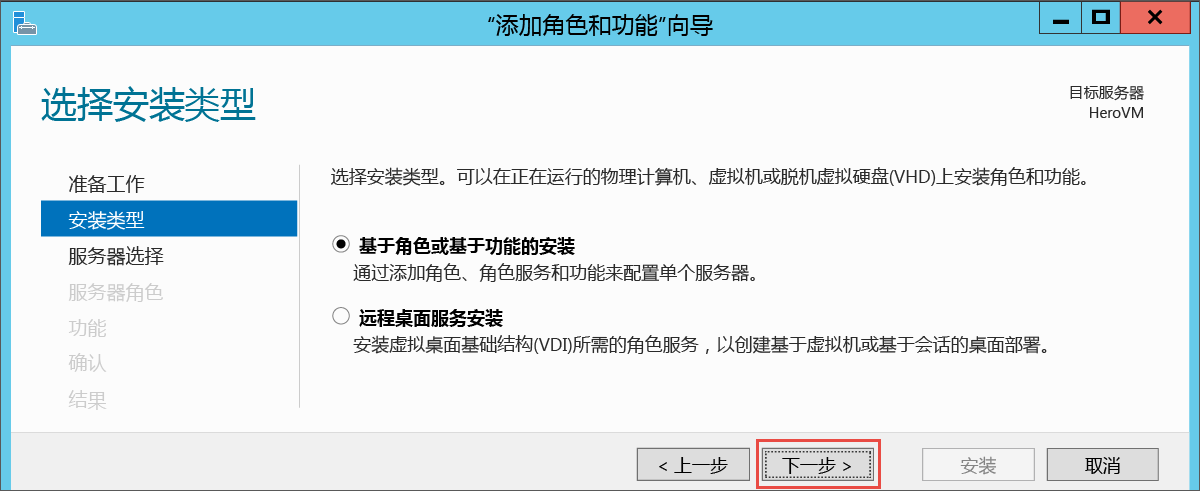 “添加角色和功能”向导
选择安装类型
目标服务器
HeroVM
准备工作
安装类型
服务器选择
服务器角色
功能
确认
结果
选择安装类型。可以在正在运行的物理计算机、虚拟机或脱机虚拟硬盘(VHD)上安装角色和功能。
基于角色或基于功能的安装
通过添加角色、角色服务和功能来配置单个服务器。
远程桌面服务安装
安装虚拟桌面基础结构(VDI)所需的角色服务，以创建基于虚拟机或基于会话的桌面部署。
< 上一步
下一步 >
安装
取消